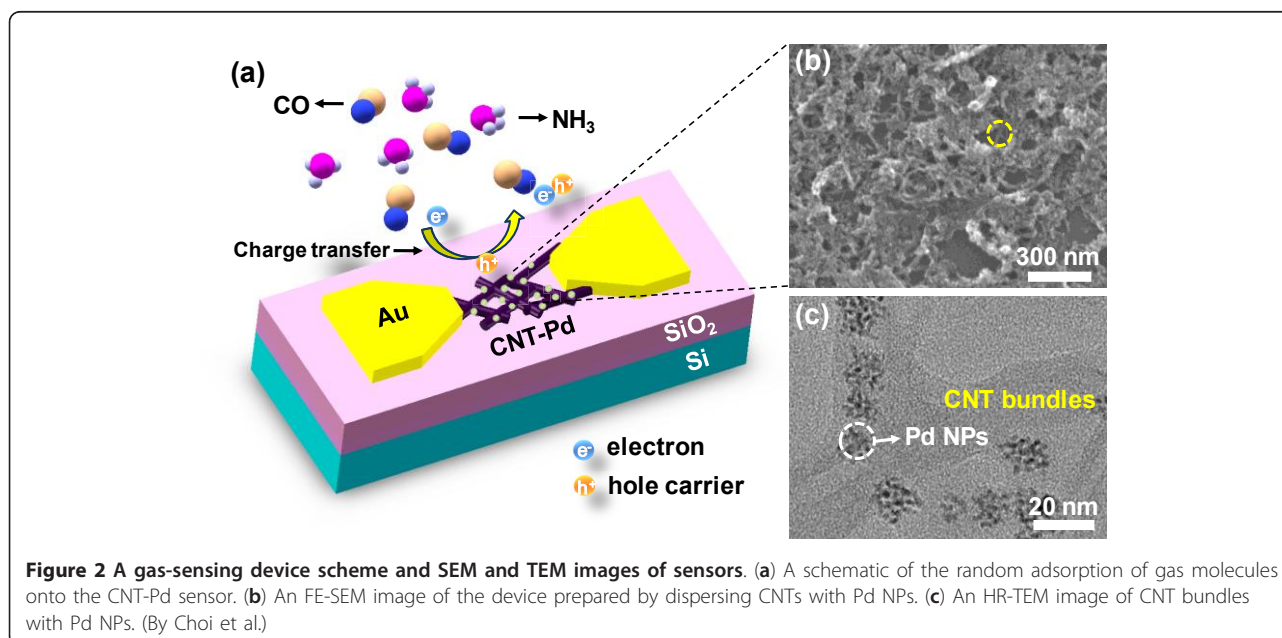 (a)
CO
NH3
e-
h+
e-
Charge transfer
h+
Au
CNT-Pd
SiO2
Si
e- electron
h+ hole carrier
(b)
300 nm
(c)
CNT bundles
Pd NPs
20 nm
Figure 2 A gas-sensing device scheme and SEM and TEM images of sensors. (a) A schematic of the random adsorption of gas molecules
onto the CNT-Pd sensor. (b) An FE-SEM image of the device prepared by dispersing CNTs with Pd NPs. (c) An HR-TEM image of CNT bundles
with Pd NPs. (By Choi et al.)